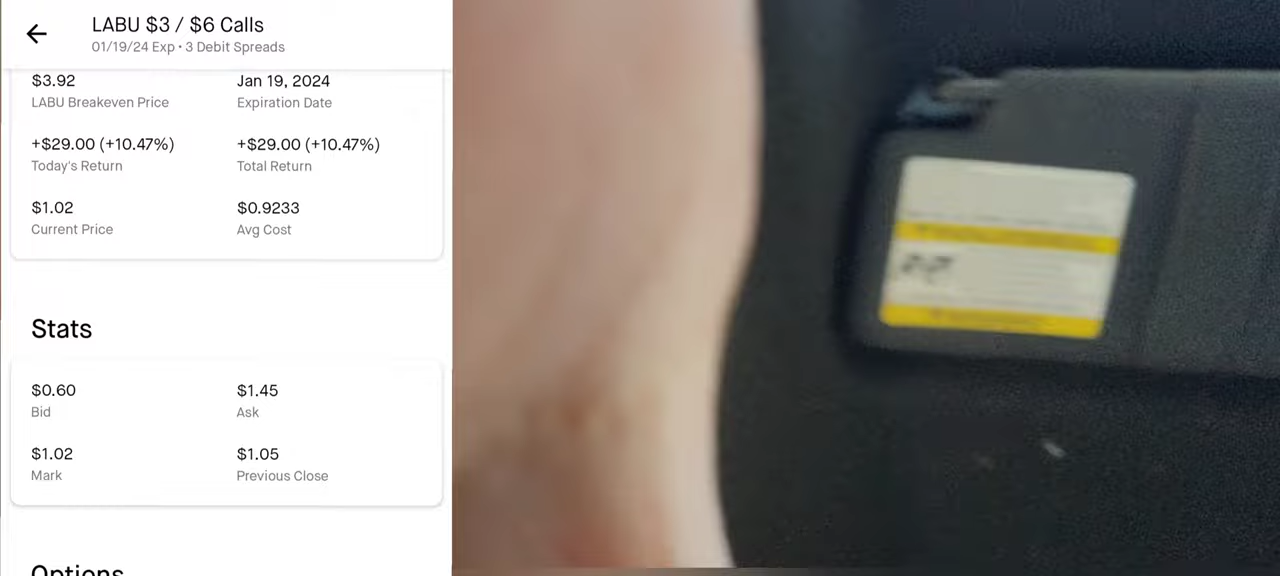 LABU $3 / $6 Calls
01/19/24 Exp • 3 Debit Spreads
$3.92 Jan 19, 2024
LABU Breakeven Price Expiration Date
+$29.00 (+10.47%) +$29.00 (+10.47%)
Today's Return Total Return
$1.02 $0.9233
Current Price Avg Cost
Stats
$0.60 $1.45
Bid Ask
$1.02 $1.05
Mark Previous Close
Options